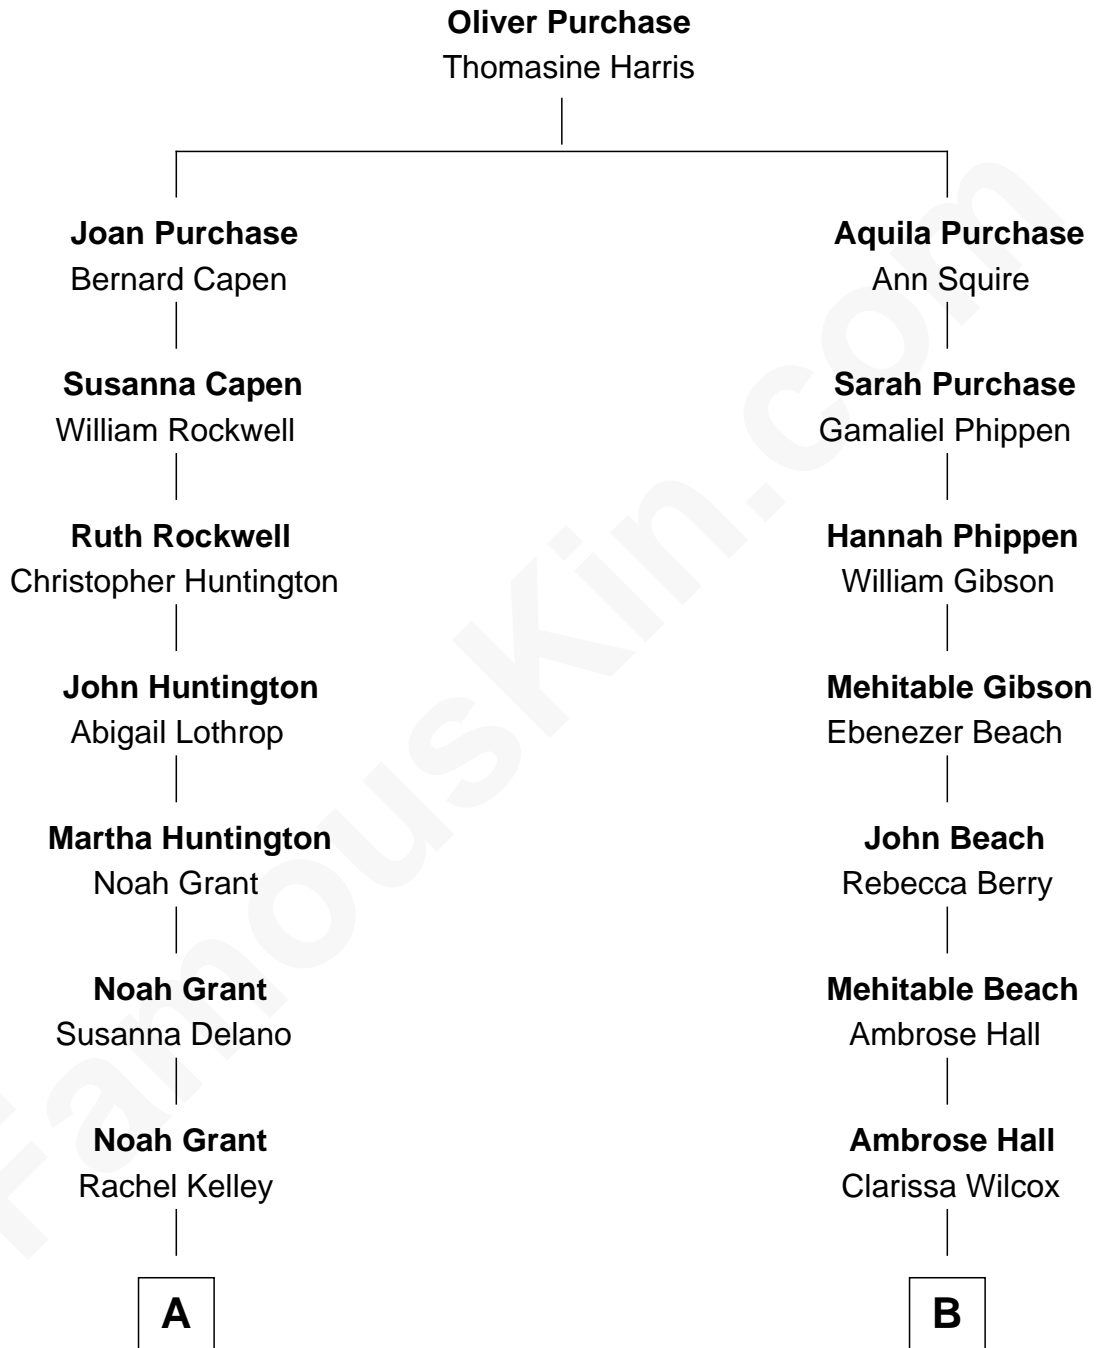 Oliver Purchase
Thomasine Harris
Joan Purchase
Bernard Capen
Susanna Capen
William Rockwell
Ruth Rockwell
Christopher Huntington
John Huntington
Abigail Lothrop
Martha Huntington
Noah Grant
Noah Grant
Susanna Delano
Noah Grant
Rachel Kelley
A
Aquila Purchase
Ann Squire
Sarah Purchase
Gamaliel Phippen
Hannah Phippen
William Gibson
Mehitable Gibson
Ebenezer Beach
John Beach
Rebecca Berry
Mehitable Beach
Ambrose Hall
Ambrose Hall
Clarissa Wilcox
B
FamousKin.com